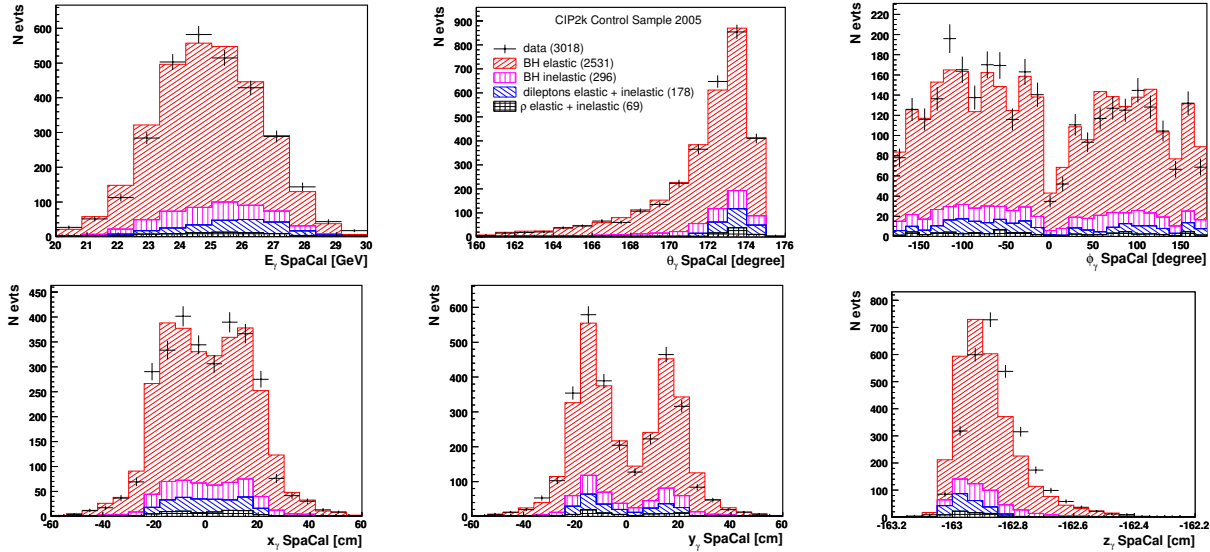 N evts
600
500
400
300
200
100
0
20 21 22 23 24 25 26 27 28 29 30
E_γ SpaCal [GeV]
N evts
900
800
700
600
500
400
300
200
100
0
160 162 164 166 168 170 172 174 176
θ_γ SpaCal [degree]
CIP2k Control Sample 2005
data (3018)
BH elastic (2531)
BH inelastic (296)
dileptons elastic + inelastic (178)
ρ elastic + inelastic (69)
N evts
220
200
180
160
140
120
100
80
60
40
20
0
-150 -100 -50 0 50 100 150
ϕ_γ SpaCal [degree]
N evts
450
400
350
300
250
200
150
100
50
0
-60 -40 -20 0 20 40 60
x_γ SpaCal [cm]
N evts
600
500
400
300
200
100
0
-60 -40 -20 0 20 40 60
y_γ SpaCal [cm]
N evts
800
700
600
500
400
300
200
100
0
-163.2 -163 -162.8 -162.6 -162.4 -162.2
z_γ SpaCal [cm]